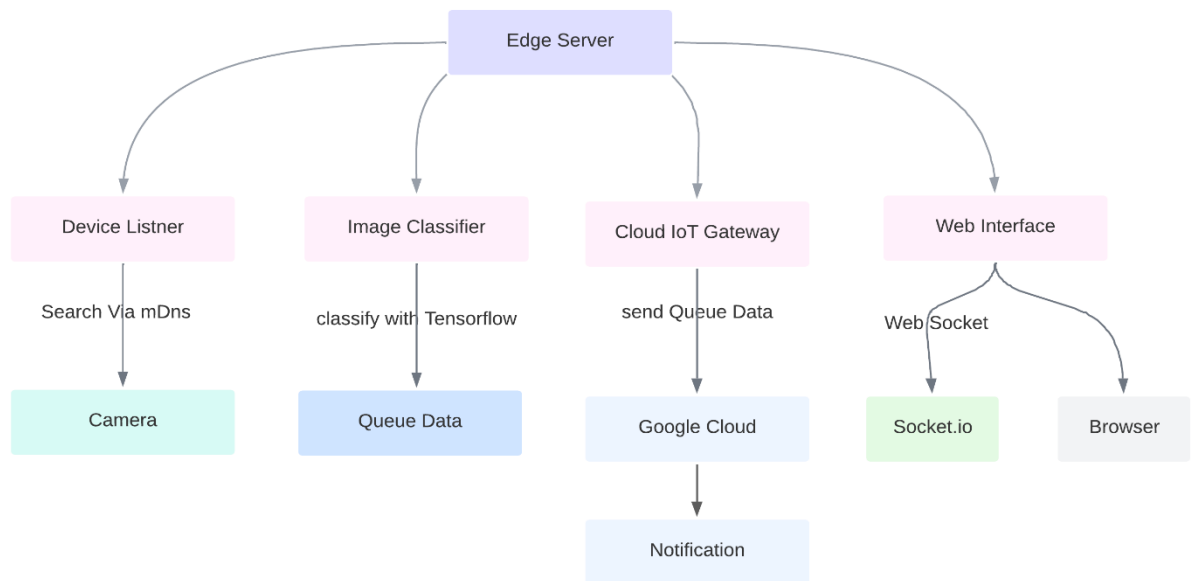 Edge Server
Device Listner
Image Classifier
Cloud IoT Gateway
Web Interface
Search Via mDns
classify with Tensorflow
send Queue Data
Web Socket
Camera
Queue Data
Google Cloud
Socket.io
Browser
Notification